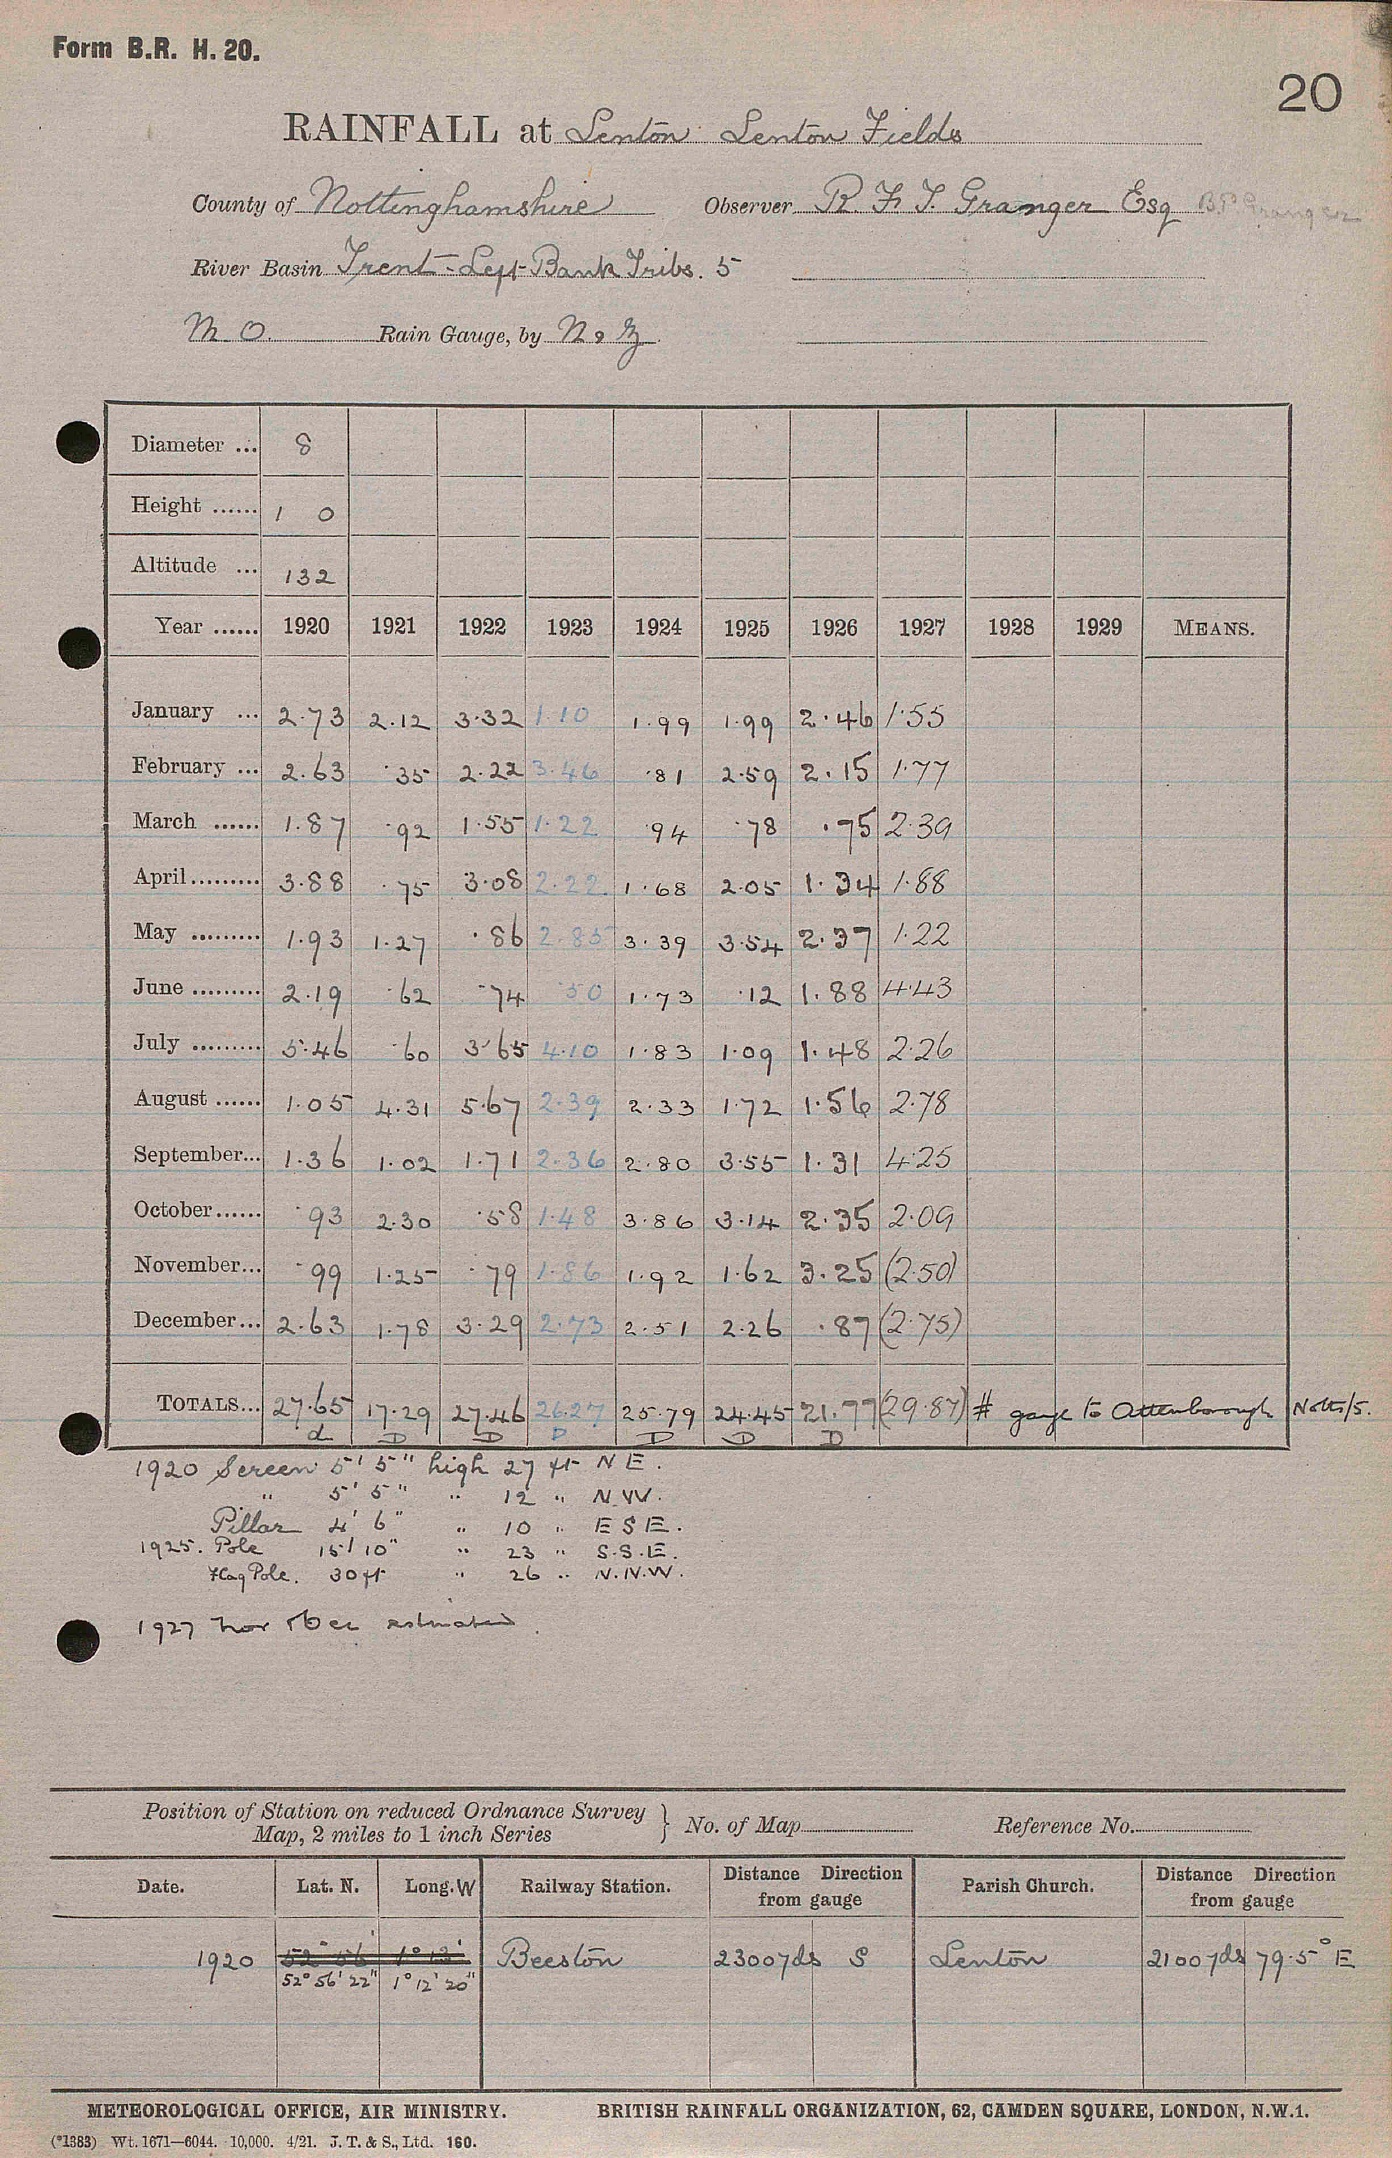 Form B.R. H. 20.
20
RAINFALL at Lenton: Lenton Fields
County of Nottinghamshire Observer R. F. T. Granger Esq B.P. Granger
River Basin Trent-Left Bank Tribs. 5
M. O. Rain Gauge, by N & Z
Diameter ... 8
Height ...... 1 0
Altitude ... 132
Year ...... 1920 1921 1922 1923 1924 1925 1926 1927 1928 1929 MEANS.
January ... 2.73 2.12 3.32 1.10 1.99 1.99 2.46 1.55
February ... 2.63 .35 2.22 3.46 .81 2.59 2.15 1.77
March ...... 1.87 .92 1.55 1.22 .94 .78 .75 2.39
April ......... 3.88 .75 3.08 2.22 1.68 2.05 1.34 1.88
May ......... 1.93 1.27 .86 2.85 3.39 3.54 2.37 1.22
June ......... 2.19 .62 .74 .50 1.73 .12 1.88 4.43
July ......... 5.46 .60 3.65 4.10 1.83 1.09 1.48 2.26
August ...... 1.05 4.31 5.67 2.39 2.33 1.72 1.56 2.78
September... 1.36 1.02 1.71 2.36 2.80 3.55 1.31 4.25
October ...... .93 2.30 .58 1.48 3.86 3.14 2.35 2.09
November... .99 1.25 .79 1.86 1.92 1.62 3.25 (2.50)
December... 2.63 1.78 3.29 2.73 2.51 2.26 .87 (2.75)
TOTALS... 27.65 17.29 27.46 26.27 25.79 24.45 21.77 (29.87) # gauge to Attenborough Notts/5.
d D D D D D D
1920 Screen 5' 5" high 27 ft N E.
" 5' 5" " 12 " N.W.
Pillar 4' 6" " 10 " E S E.
1925. Pole 15' 10" " 23 " S.S.E.
Flag Pole. 30 ft " 26 " N.N.W.
1927 Nov & Dec estimated.
Position of Station on reduced Ordnance Survey
Map, 2 miles to 1 inch Series } No. of Map Reference No.
Date. Lat. N. Long. W Railway Station. Distance Direction from gauge Parish Church. Distance Direction from gauge
1920 52° 56' 1° 13' Beeston 2300 yds S Lenton 2100 yds 79.5° E
52° 56' 22" 1° 12' 20"
METEOROLOGICAL OFFICE, AIR MINISTRY. BRITISH RAINFALL ORGANIZATION, 62, CAMDEN SQUARE, LONDON, N.W.1.
(*1383) Wt. 1671—6044. 10,000. 4/21. J. T. & S., Ltd. 160.